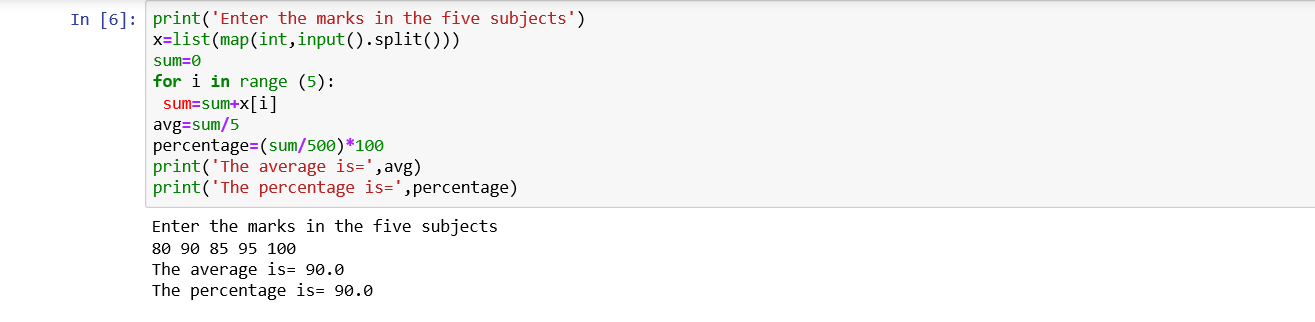 In [6]: print('Enter the marks in the five subjects')
x=list(map(int,input().split()))
sum=0
for i in range (5):
 sum=sum+x[i]
avg=sum/5
percentage=(sum/500)*100
print('The average is=',avg)
print('The percentage is=',percentage)
Enter the marks in the five subjects
80 90 85 95 100
The average is= 90.0
The percentage is= 90.0